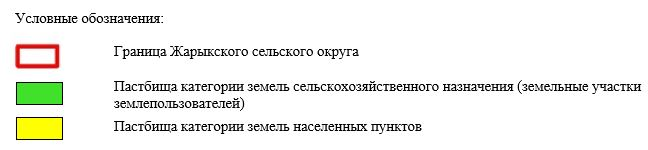 Условные обозначения:
Граница Жарыкского сельского округа
Пастбища категории земель сельскохозяйственного назначения (земельные участки
землепользователей)
Пастбища категории земель населенных пунктов